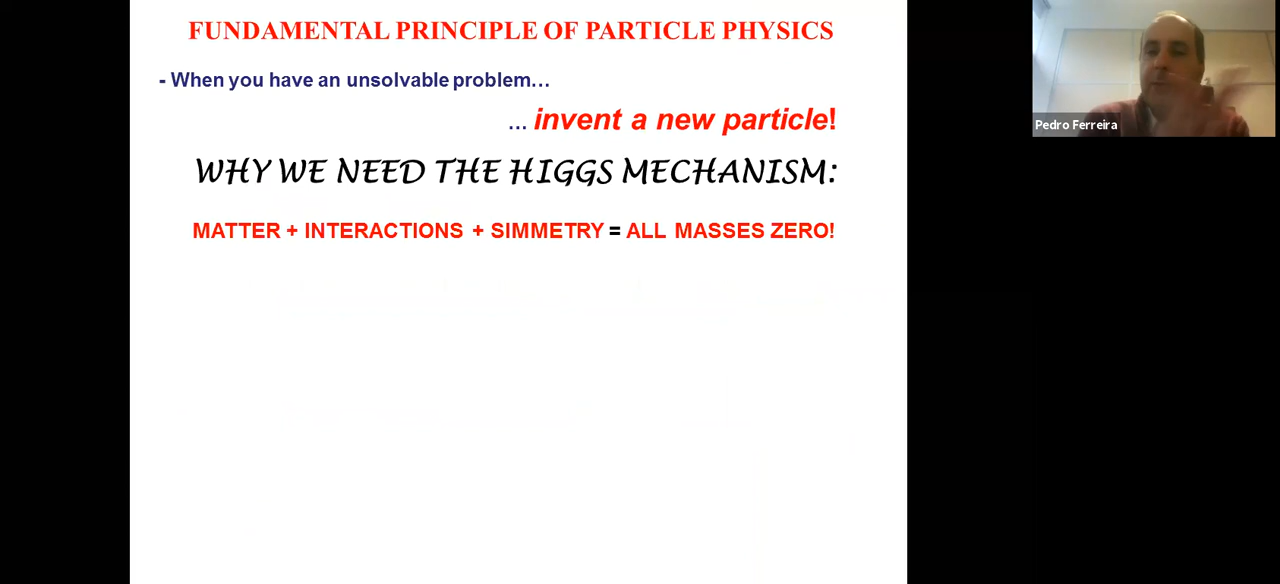 FUNDAMENTAL PRINCIPLE OF PARTICLE PHYSICS
- When you have an unsolvable problem...
... invent a new particle!
WHY WE NEED THE HIGGS MECHANISM:
MATTER + INTERACTIONS + SIMMETRY = ALL MASSES ZERO!
Pedro Ferreira